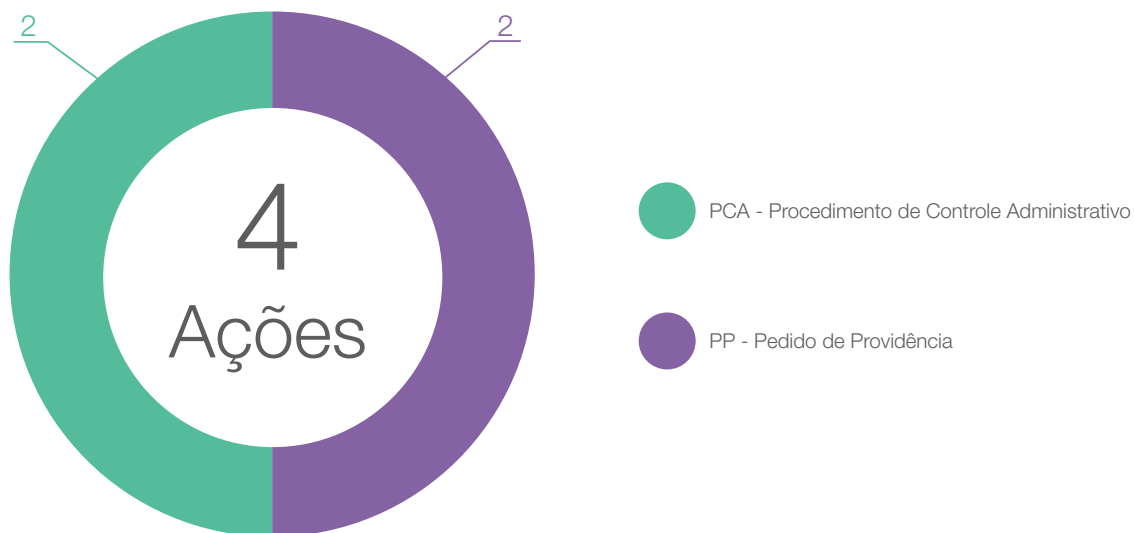 2
2
4
Ações
PCA - Procedimento de Controle Administrativo
PP - Pedido de Providência